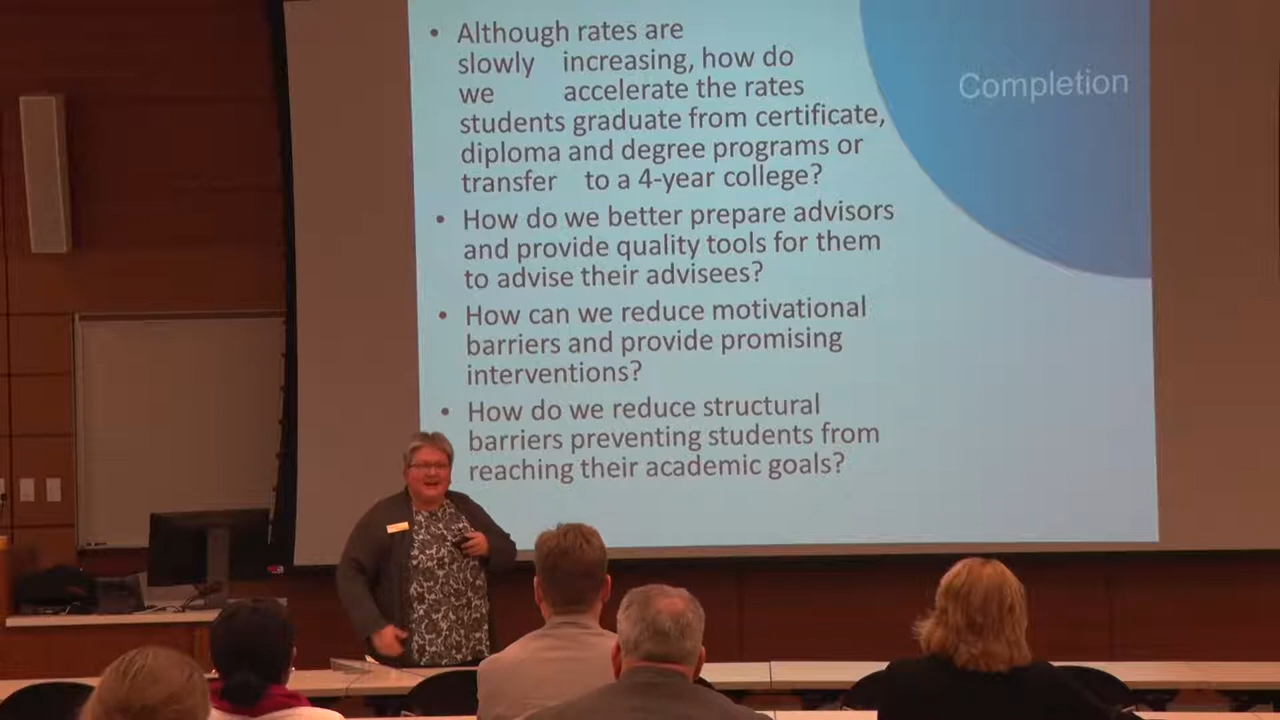 • Although rates are
slowly increasing, how do
we accelerate the rates
students graduate from certificate,
diploma and degree programs or
transfer to a 4-year college?
• How do we better prepare advisors
and provide quality tools for them
to advise their advisees?
• How can we reduce motivational
barriers and provide promising
interventions?
• How do we reduce structural
barriers preventing students from
reaching their academic goals?
Completion